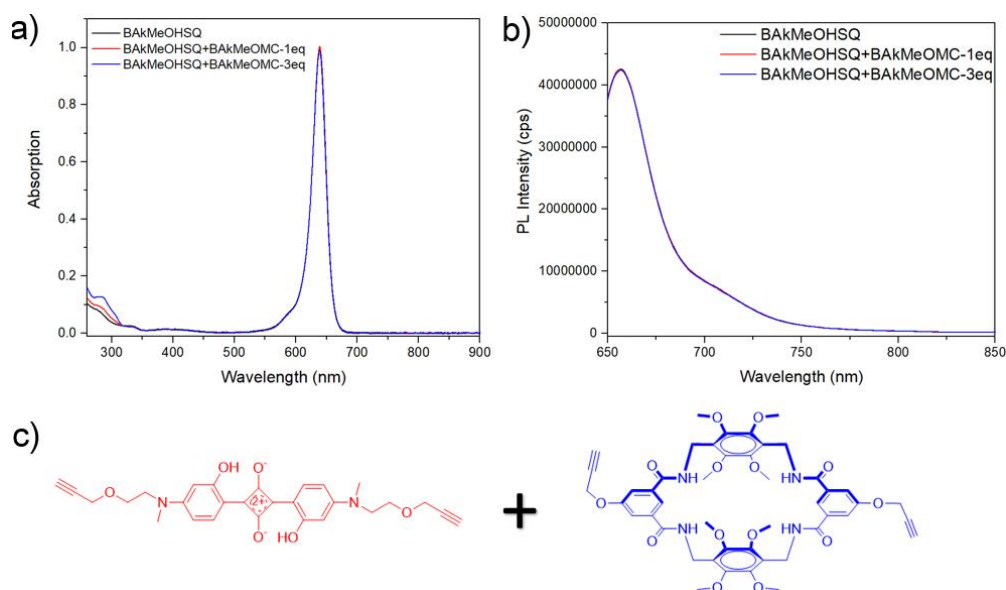 a)
BAkMeOHSQ
BAkMeOHSQ+BAkMeOMC-1eq
BAkMeOHSQ+BAkMeOMC-3eq
1.0
0.8
0.6
0.4
0.2
0.0
Absorption
300 400 500 600 700 800 900
Wavelength (nm)
b)
BAkMeOHSQ
BAkMeOHSQ+BAkMeOMC-1eq
BAkMeOHSQ+BAkMeOMC-3eq
50000000
40000000
30000000
20000000
10000000
0
PL Intensity (cps)
650 700 750 800 850
Wavelength (nm)
c)
OH O-
O N 2+ N O
HO O-
+
O O O O
O NH O O HN O
O O
O NH O O HN O
O O